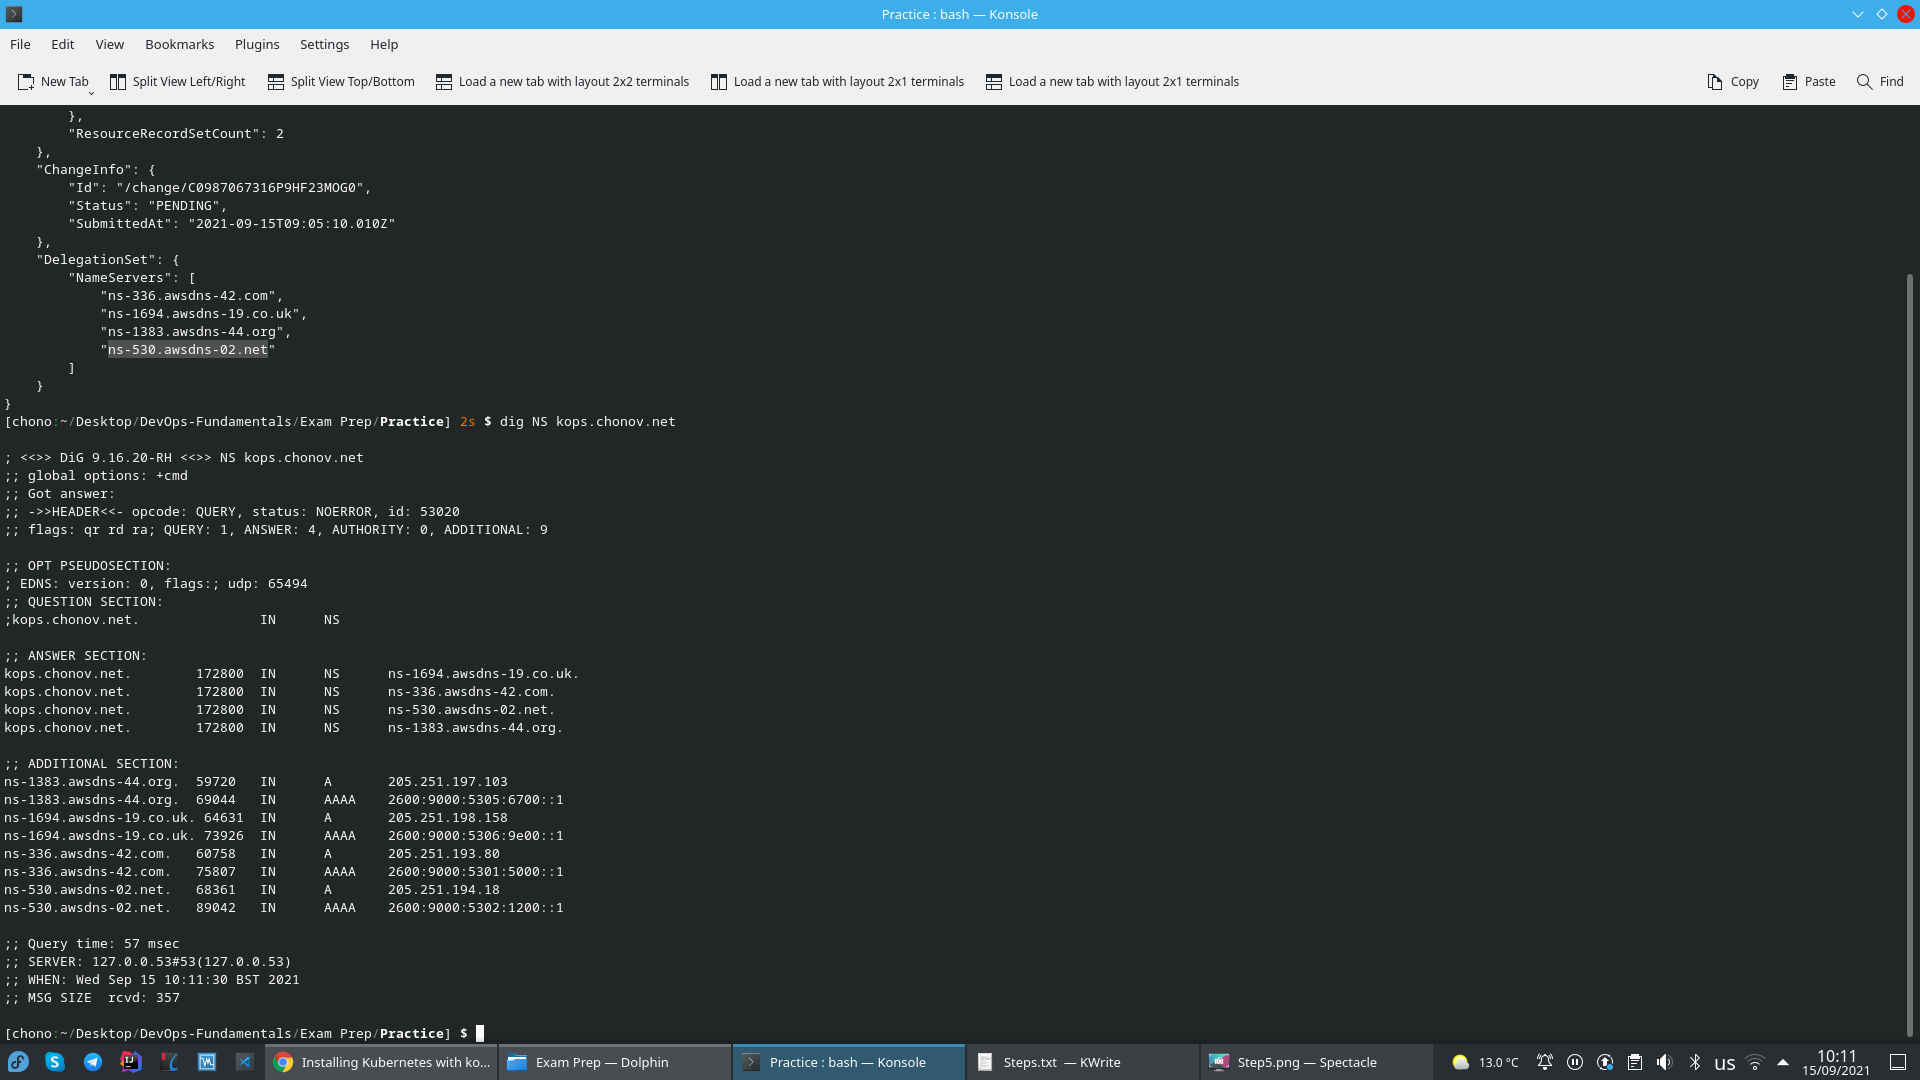 Practice : bash — Konsole
File Edit View Bookmarks Plugins Settings Help
New Tab Split View Left/Right Split View Top/Bottom Load a new tab with layout 2x2 terminals Load a new tab with layout 2x1 terminals Load a new tab with layout 2x1 terminals Copy Paste Find
        },
        "ResourceRecordSetCount": 2
    },
    "ChangeInfo": {
        "Id": "/change/C0987067316P9HF23MOG0",
        "Status": "PENDING",
        "SubmittedAt": "2021-09-15T09:05:10.010Z"
    },
    "DelegationSet": {
        "NameServers": [
            "ns-336.awsdns-42.com",
            "ns-1694.awsdns-19.co.uk",
            "ns-1383.awsdns-44.org",
            "ns-530.awsdns-02.net"
        ]
    }
}
[chono:~/Desktop/DevOps-Fundamentals/Exam Prep/Practice] 2s $ dig NS kops.chonov.net
; <<>> DiG 9.16.20-RH <<>> NS kops.chonov.net
;; global options: +cmd
;; Got answer:
;; ->>HEADER<<- opcode: QUERY, status: NOERROR, id: 53020
;; flags: qr rd ra; QUERY: 1, ANSWER: 4, AUTHORITY: 0, ADDITIONAL: 9
;; OPT PSEUDOSECTION:
; EDNS: version: 0, flags:; udp: 65494
;; QUESTION SECTION:
;kops.chonov.net. IN NS
;; ANSWER SECTION:
kops.chonov.net. 172800 IN NS ns-1694.awsdns-19.co.uk.
kops.chonov.net. 172800 IN NS ns-336.awsdns-42.com.
kops.chonov.net. 172800 IN NS ns-530.awsdns-02.net.
kops.chonov.net. 172800 IN NS ns-1383.awsdns-44.org.
;; ADDITIONAL SECTION:
ns-1383.awsdns-44.org. 59720 IN A 205.251.197.103
ns-1383.awsdns-44.org. 69044 IN AAAA 2600:9000:5305:6700::1
ns-1694.awsdns-19.co.uk. 64631 IN A 205.251.198.158
ns-1694.awsdns-19.co.uk. 73926 IN AAAA 2600:9000:5306:9e00::1
ns-336.awsdns-42.com. 60758 IN A 205.251.193.80
ns-336.awsdns-42.com. 75807 IN AAAA 2600:9000:5301:5000::1
ns-530.awsdns-02.net. 68361 IN A 205.251.194.18
ns-530.awsdns-02.net. 89042 IN AAAA 2600:9000:5302:1200::1
;; Query time: 57 msec
;; SERVER: 127.0.0.53#53(127.0.0.53)
;; WHEN: Wed Sep 15 10:11:30 BST 2021
;; MSG SIZE  rcvd: 357
[chono:~/Desktop/DevOps-Fundamentals/Exam Prep/Practice] $
Installing Kubernetes with ko... Exam Prep — Dolphin Practice : bash — Konsole Steps.txt — KWrite Step5.png — Spectacle 13.0 °C us 10:11
15/09/2021